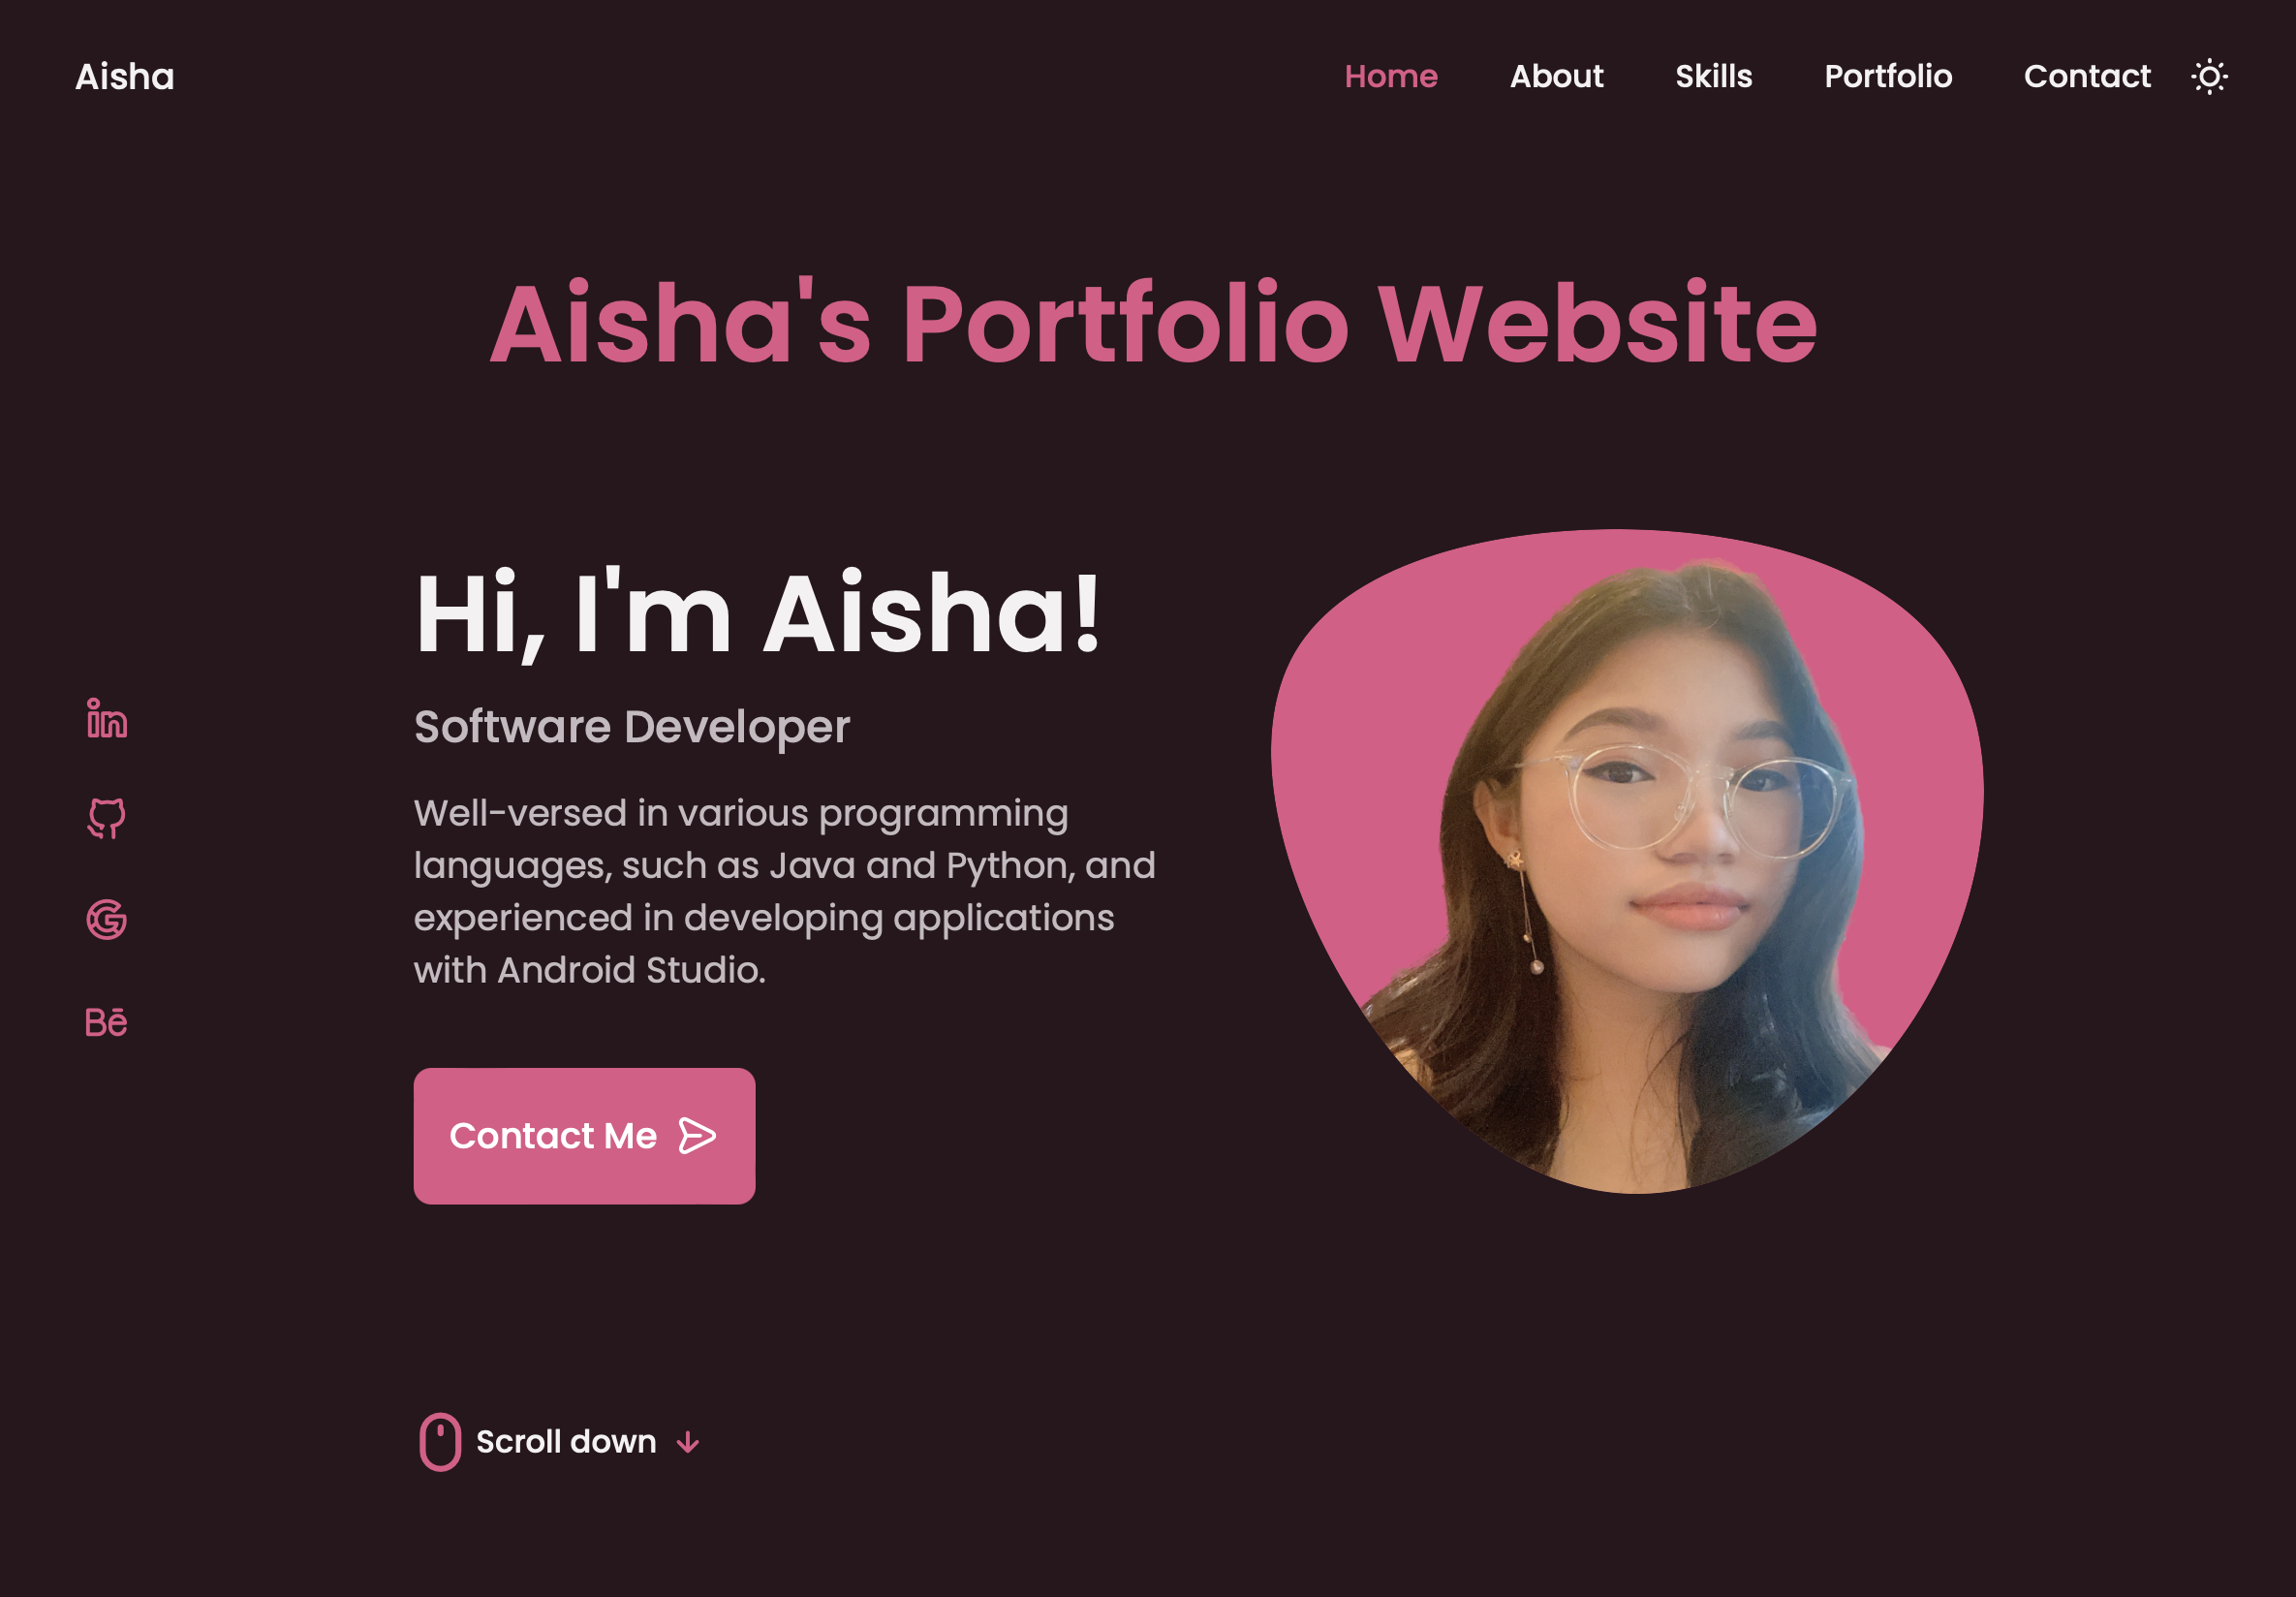 Aisha
Home About Skills Portfolio Contact
Aisha's Portfolio Website
Hi, I'm Aisha!
Software Developer
Well-versed in various programming
languages, such as Java and Python, and
experienced in developing applications
with Android Studio.
Contact Me
Scroll down